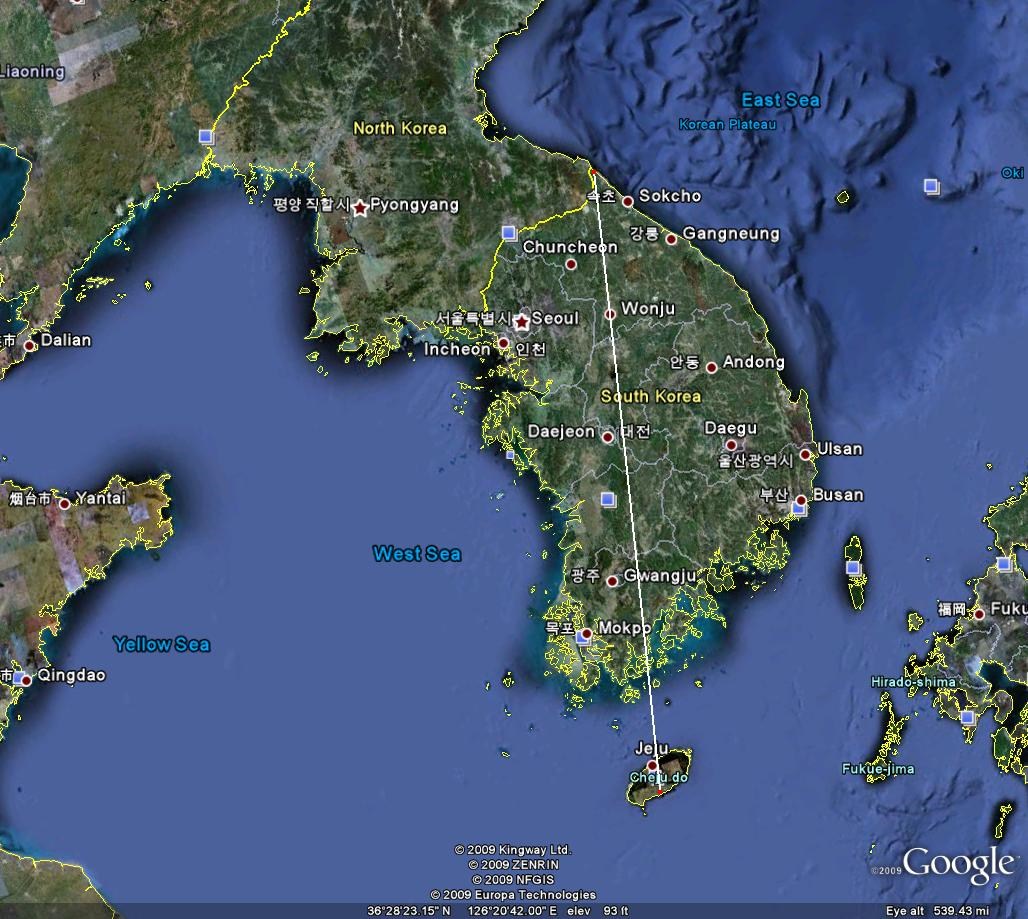 Liaoning
East Sea
Korean Plateau
North Korea
Oki
평양 직할시 Pyongyang
속초 Sokcho
강릉 Gangneung
Chuncheon
Wonju
서울특별시 Seoul
Dalian
Incheon 인천
안동 Andong
South Korea
Daejeon 대전
Daegu
울산광역시 Ulsan
烟台市 Yantai
부산 Busan
West Sea
광주 Gwangju
福岡 Fuku
목포 Mokpo
Yellow Sea
市 Qingdao
Hirado-shima
Jeju
Cheju do
Fukue-jima
© 2009 Kingway Ltd.
© 2009 ZENRIN
© 2009 NFGIS
© 2009 Europa Technologies
©2009 Google
36°28'23.15" N 126°20'42.00" E elev 93 ft
Eye alt 539.43 mi